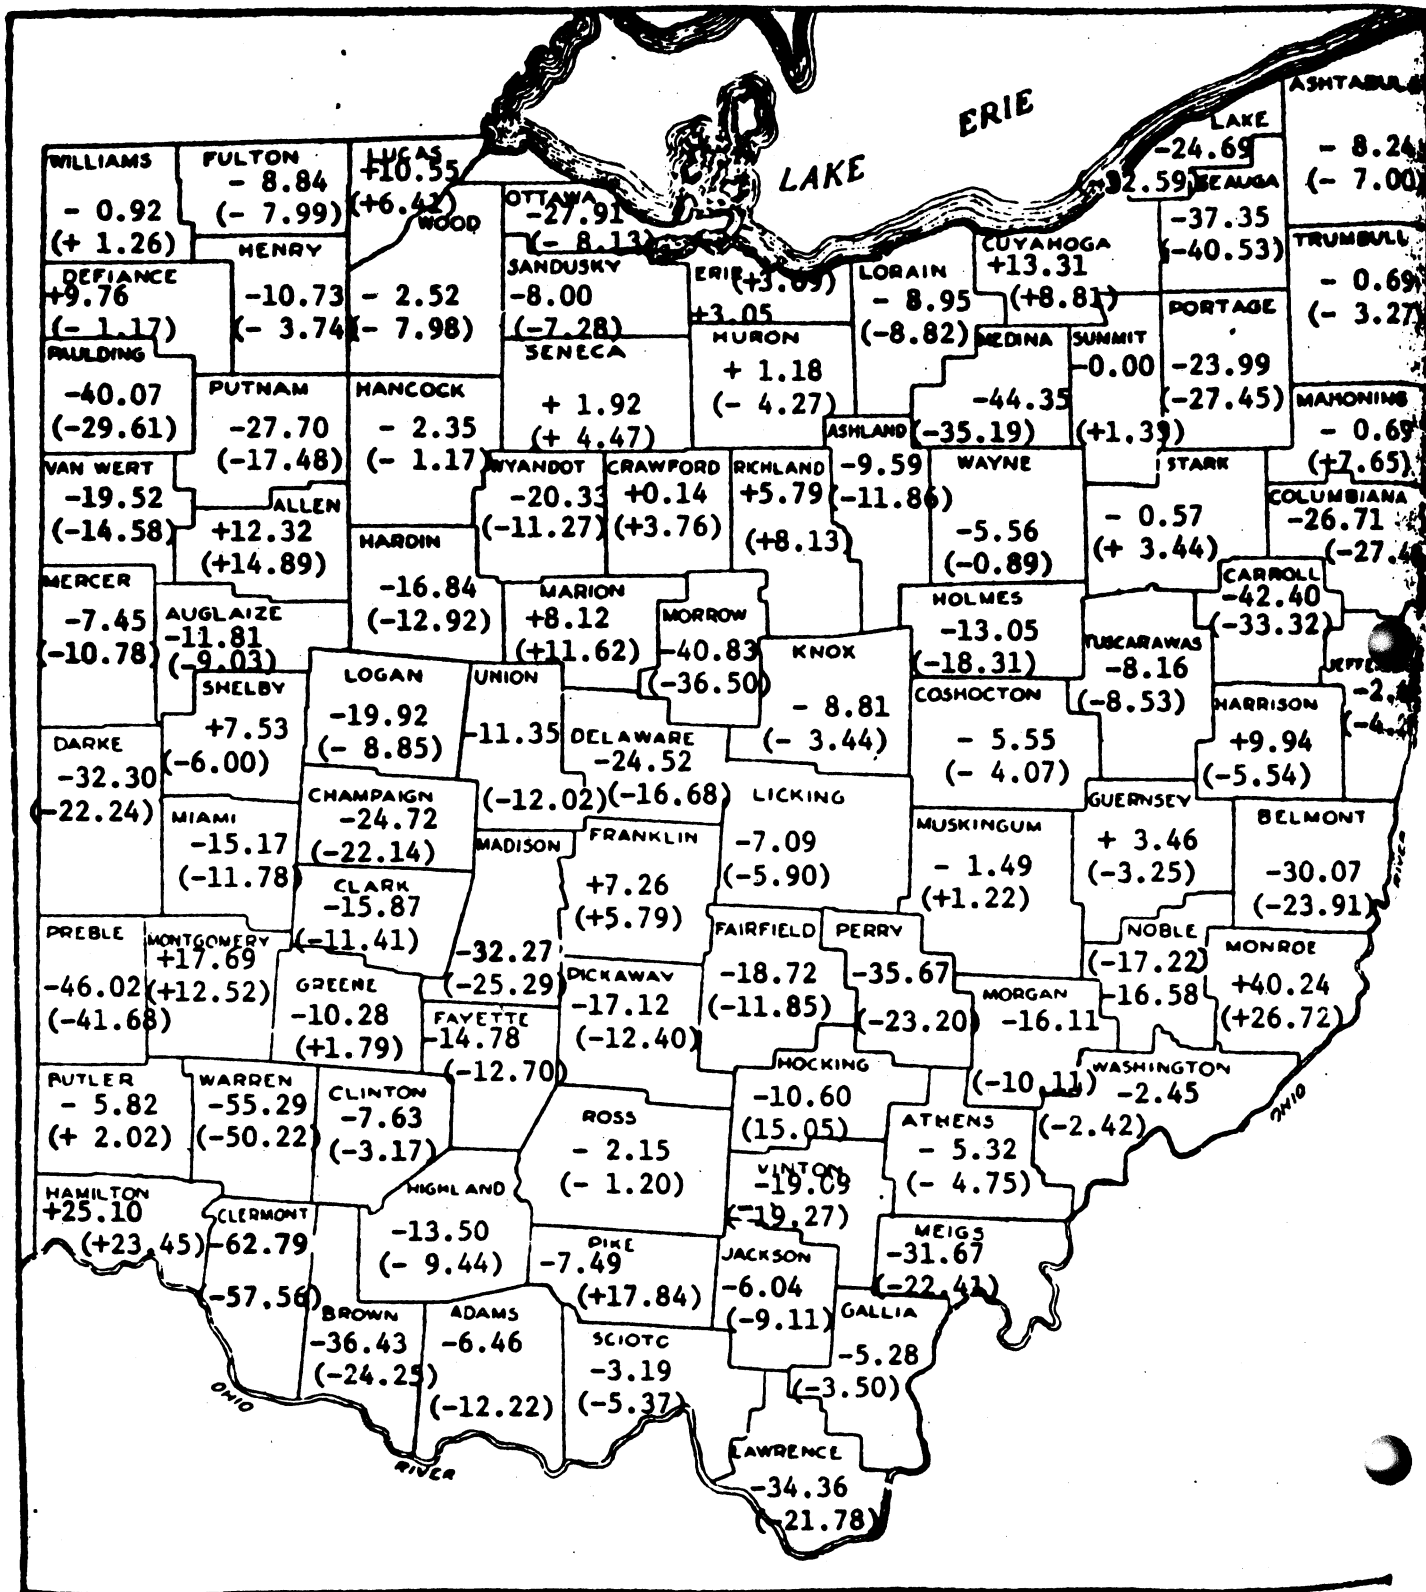 ERIE
LAKE
ASHTABULA
- 8.24
(- 7.00)
LAKE
-24.69
GEAUGA
-37.35
(-40.53)
WILLIAMS
- 0.92
(+ 1.26)
FULTON
- 8.84
(- 7.99)
LUCAS
+10.55
(+6.42)
WOOD
- 2.52
(- 7.98)
OTTAWA
-27.91
(- 8.13)
TRUMBULL
- 0.69
(- 3.27)
HENRY
-10.73
(- 3.74)
DEFIANCE
+9.76
(- 1.17)
SANDUSKY
-8.00
(-7.28)
ERIE
+3.05
LORAIN
- 8.95
(-8.82)
CUYAHOGA
+13.31
(+8.81)
PORTAGE
-23.99
(-27.45)
PAULDING
-40.07
(-29.61)
PUTNAM
-27.70
(-17.48)
HANCOCK
- 2.35
(- 1.17)
SENECA
+ 1.92
(+ 4.47)
HURON
+ 1.18
(- 4.27)
MEDINA
-44.35
(-35.19)
SUMMIT
-0.00
(+1.39)
MAHONING
- 0.69
(+7.65)
VAN WERT
-19.52
(-14.58)
ALLEN
+12.32
(+14.89)
WYANDOT
-20.33
(-11.27)
CRAWFORD
+0.14
(+3.76)
RICHLAND
+5.79
(+8.13)
ASHLAND
-9.59
(-11.86)
WAYNE
-5.56
(-0.89)
STARK
- 0.57
(+ 3.44)
COLUMBIANA
-26.71
HARDIN
-16.84
(-12.92)
MERCER
-7.45
(-10.78)
AUGLAIZE
-11.81
(-9.03)
MARION
+8.12
(+11.62)
MORROW
-40.83
(-36.50)
KNOX
- 8.81
(- 3.44)
HOLMES
-13.05
(-18.31)
TUSCARAWAS
-8.16
(-8.53)
CARROLL
-42.40
(-33.32)
SHELBY
+7.53
(-6.00)
LOGAN
-19.92
(- 8.85)
UNION
-11.35
(-12.02)
DELAWARE
-24.52
(-16.68)
COSHOCTON
- 5.55
(- 4.07)
HARRISON
+9.94
(-5.54)
DARKE
-32.30
(-22.24)
MIAMI
-15.17
(-11.78)
CHAMPAIGN
-24.72
(-22.14)
MADISON
-32.27
(-25.29)
FRANKLIN
+7.26
(+5.79)
LICKING
-7.09
(-5.90)
MUSKINGUM
- 1.49
(+1.22)
GUERNSEY
+ 3.46
(-3.25)
BELMONT
-30.07
(-23.91)
RIVER
CLARK
-15.87
(-11.41)
PREBLE
-46.02
(-41.68)
MONTGOMERY
+17.69
(+12.52)
GREENE
-10.28
(+1.79)
FAYETTE
-14.78
(-12.70)
PICKAWAY
-17.12
(-12.40)
FAIRFIELD
-18.72
(-11.85)
PERRY
-35.67
(-23.20)
MORGAN
-16.11
(-10.11)
NOBLE
(-17.22)
-16.58
MONROE
+40.24
(+26.72)
BUTLER
- 5.82
(+ 2.02)
WARREN
-55.29
(-50.22)
CLINTON
-7.63
(-3.17)
ROSS
- 2.15
(- 1.20)
HOCKING
-10.60
(15.05)
ATHENS
- 5.32
(- 4.75)
WASHINGTON
-2.45
(-2.42)
OHIO
HAMILTON
+25.10
(+23.45)
CLERMONT
-62.79
-57.56)
HIGHLAND
-13.50
(- 9.44)
PIKE
-7.49
(+17.84)
VINTON
(-19.27)
JACKSON
-6.04
(-9.11)
MEIGS
-31.67
(-22.41)
BROWN
-36.43
(-24.25)
ADAMS
-6.46
(-12.22)
SCIOTO
-3.19
(-5.37)
GALLIA
-5.28
(-3.50)
OHIO
RIVER
LAWRENCE
-34.36
(-21.78)